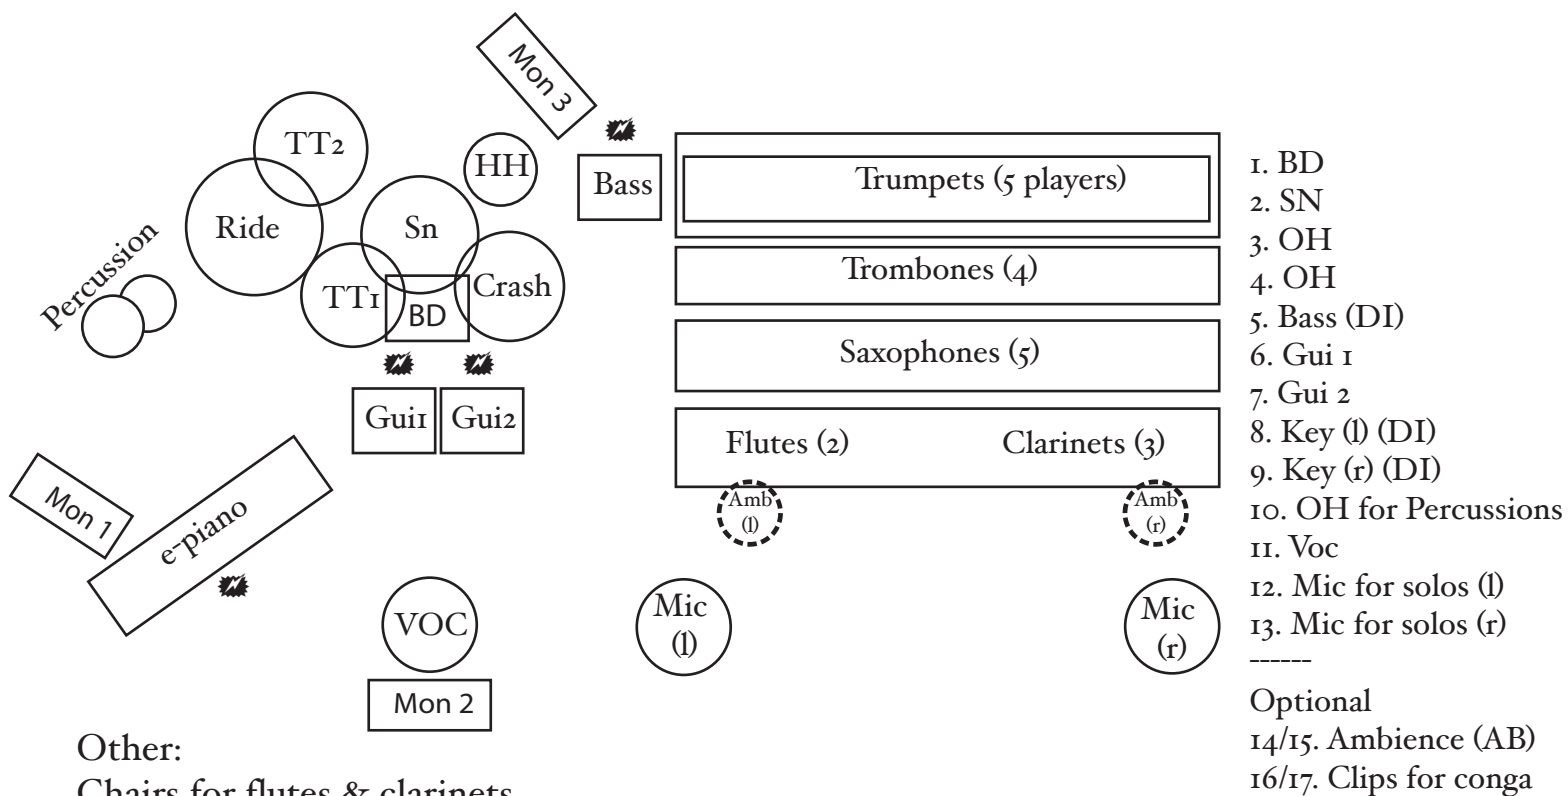 Mon 3
TT2
HH
Bass
Trumpets (5 players)
Ride
Sn
Percussion
Trombones (4)
TT1
BD
Crash
Saxophones (5)
Gui1
Gui2
Flutes (2)
Clarinets (3)
Mon 1
e-piano
Amb
(l)
Amb
(r)
VOC
Mic
(l)
Mic
(r)
Mon 2
1. BD
2. SN
3. OH
4. OH
5. Bass (DI)
6. Gui 1
7. Gui 2
8. Key (l) (DI)
9. Key (r) (DI)
10. OH for Percussions
11. Voc
12. Mic for solos (l)
13. Mic for solos (r)
------
Optional
14/15. Ambience (AB)
16/17. Clips for conga
Other:
Chairs for flutes & clarinets